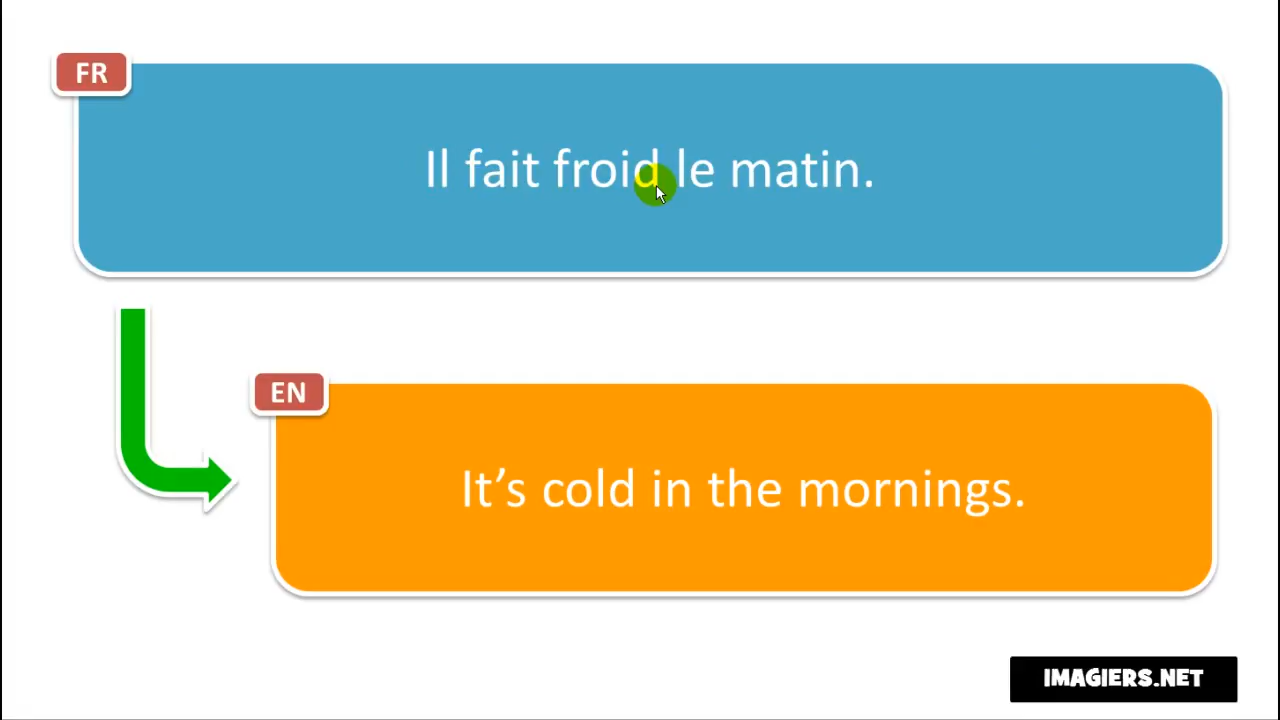 FR
Il fait froid le matin.
EN
It’s cold in the mornings.
IMAGIERS.NET